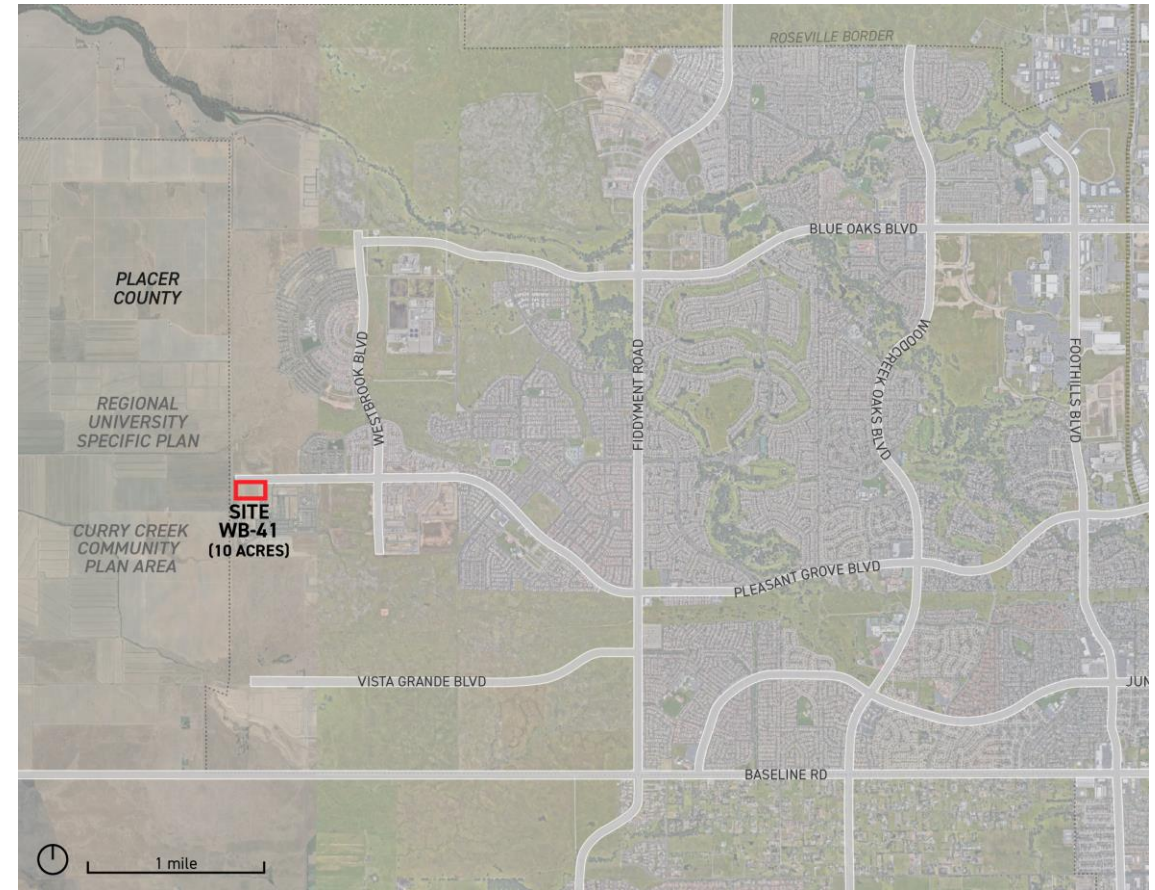 ROSEVILLE BORDER
BLUE OAKS BLVD
PLACER
COUNTY
WESTBROOK BLVD
FIDDYMENT ROAD
WOODCREEK OAKS BLVD
FOOTHILLS BLVD
REGIONAL
UNIVERSITY
SPECIFIC PLAN
SITE
WB-41
(10 ACRES)
CURRY CREEK
COMMUNITY
PLAN AREA
PLEASANT GROVE BLVD
VISTA GRANDE BLVD
JUN
BASELINE RD
1 mile